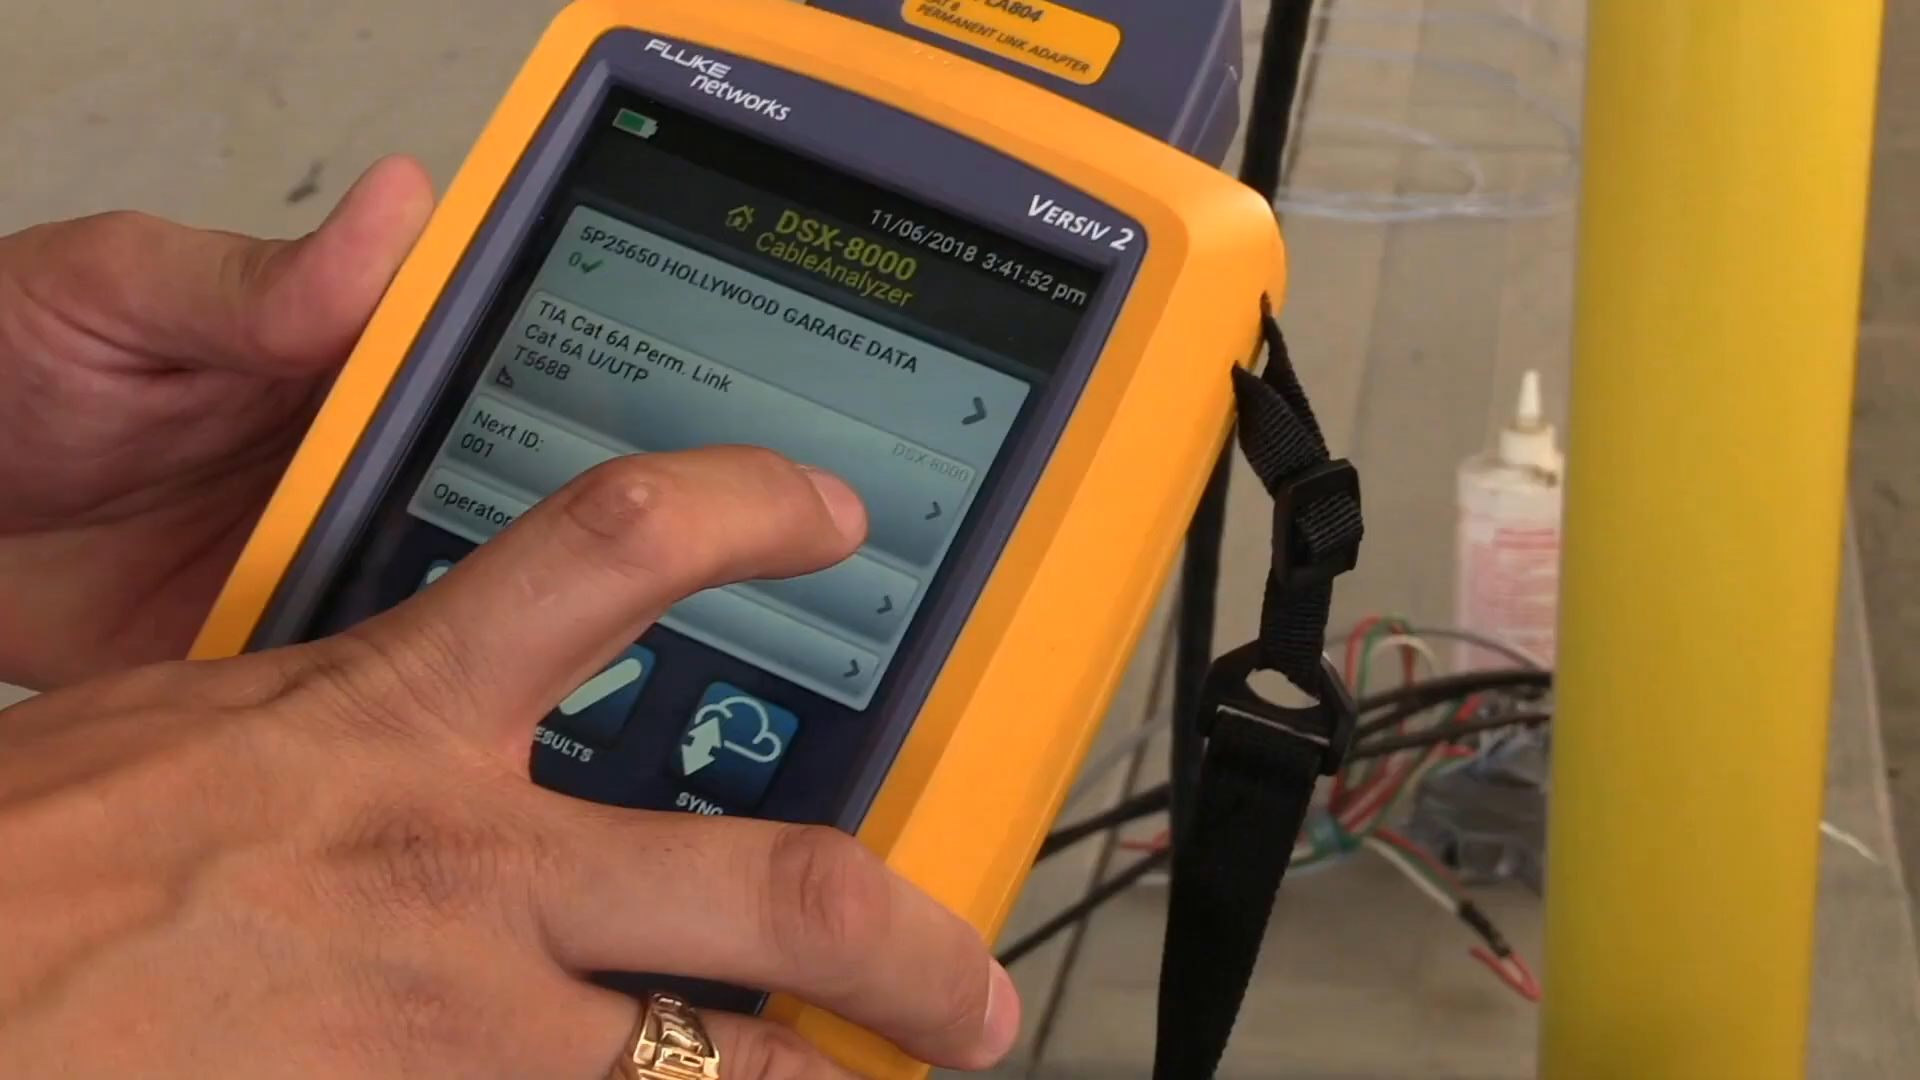 CAT 8
PERMANENT LINK ADAPTER
FLUKE
networks
VERSIV 2
11/06/2018 3:41:52 pm
DSX-8000
CableAnalyzer
5P25650 HOLLYWOOD GARAGE DATA
0
TIA Cat 6A Perm. Link
Cat 6A U/UTP
T568B
DSX-8000
Next ID:
001
Operator
ESULTS
SYNC